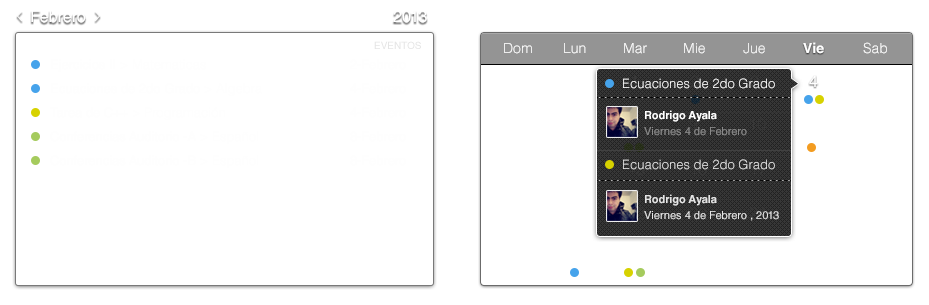 Febrero
2013
EVENTOS
Dom Lun Mar Mie Jue Vie Sab
4
Ecuaciones de 2do Grado
Rodrigo Ayala
Viernes 4 de Febrero
Ecuaciones de 2do Grado
Rodrigo Ayala
Viernes 4 de Febrero , 2013